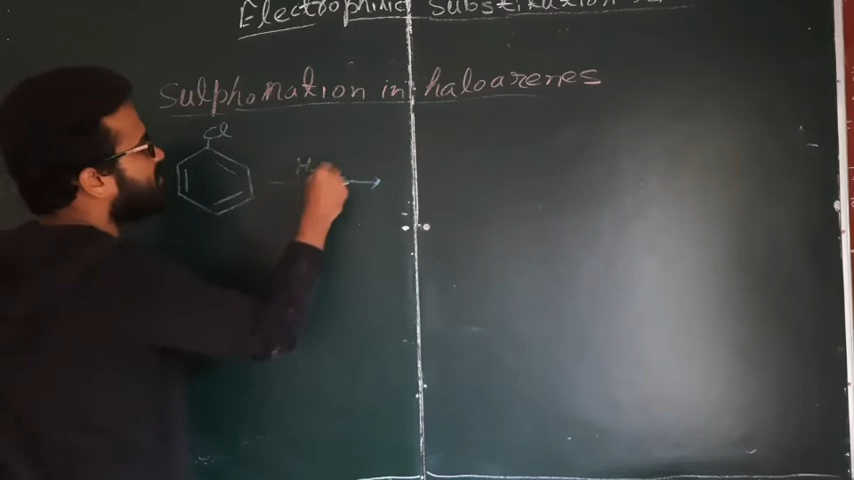 Electrophilic Substitution
Sulphonation in haloarenes
Cl
H